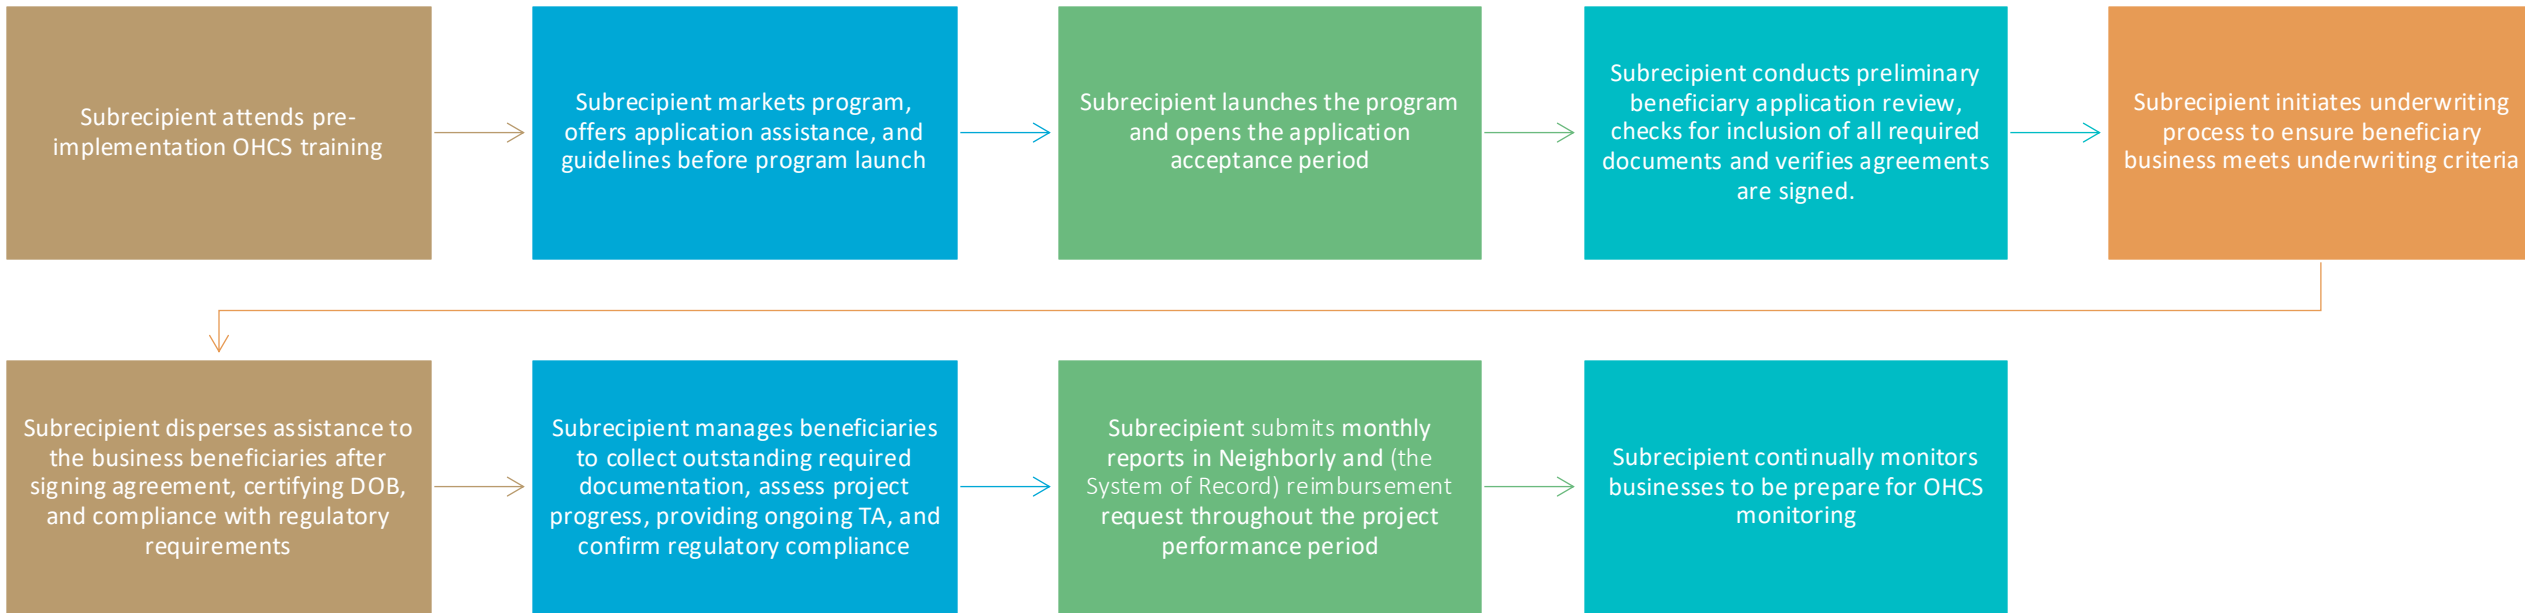 Subrecipient attends pre-
implementation OHCS training
Subrecipient markets program,
offers application assistance, and
guidelines before program launch
Subrecipient launches the program
and opens the application
acceptance period
Subrecipient conducts preliminary
beneficiary application review,
checks for inclusion of all required
documents and verifies agreements
are signed.
Subrecipient initiates underwriting
process to ensure beneficiary
business meets underwriting criteria
Subrecipient disperses assistance to
the business beneficiaries after
signing agreement, certifying DOB,
and compliance with regulatory
requirements
Subrecipient manages beneficiaries
to collect outstanding required
documentation, assess project
progress, providing ongoing TA, and
confirm regulatory compliance
Subrecipient submits monthly
reports in Neighborly and (the
System of Record) reimbursement
request throughout the project
performance period
Subrecipient continually monitors
businesses to be prepare for OHCS
monitoring